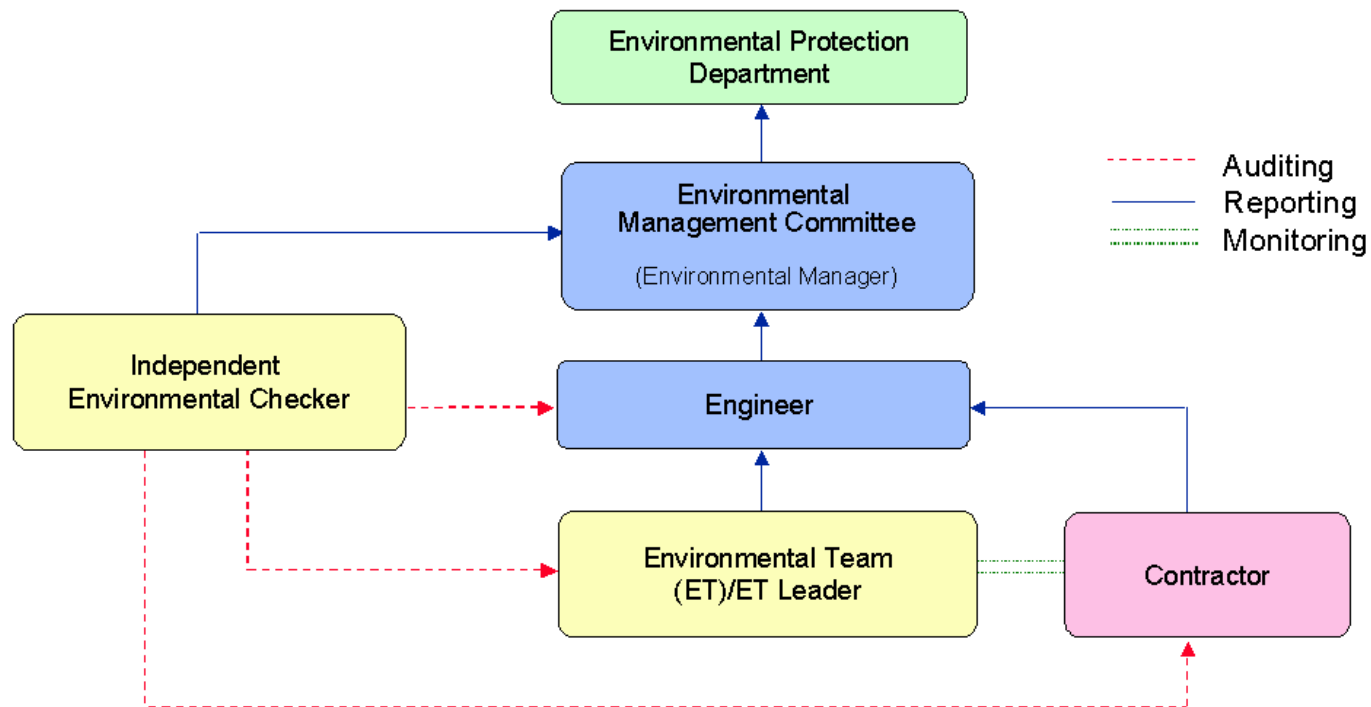 Environmental Protection
Department
Environmental
Management Committee
(Environmental Manager)
Auditing
Reporting
Monitoring
Independent
Environmental Checker
Engineer
Environmental Team
(ET)/ET Leader
Contractor